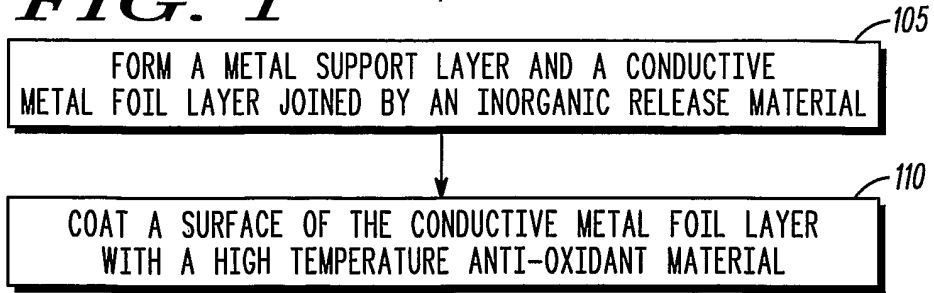 FIG. 1
105
FORM A METAL SUPPORT LAYER AND A CONDUCTIVE
METAL FOIL LAYER JOINED BY AN INORGANIC RELEASE MATERIAL
110
COAT A SURFACE OF THE CONDUCTIVE METAL FOIL LAYER
WITH A HIGH TEMPERATURE ANTI-OXIDANT MATERIAL